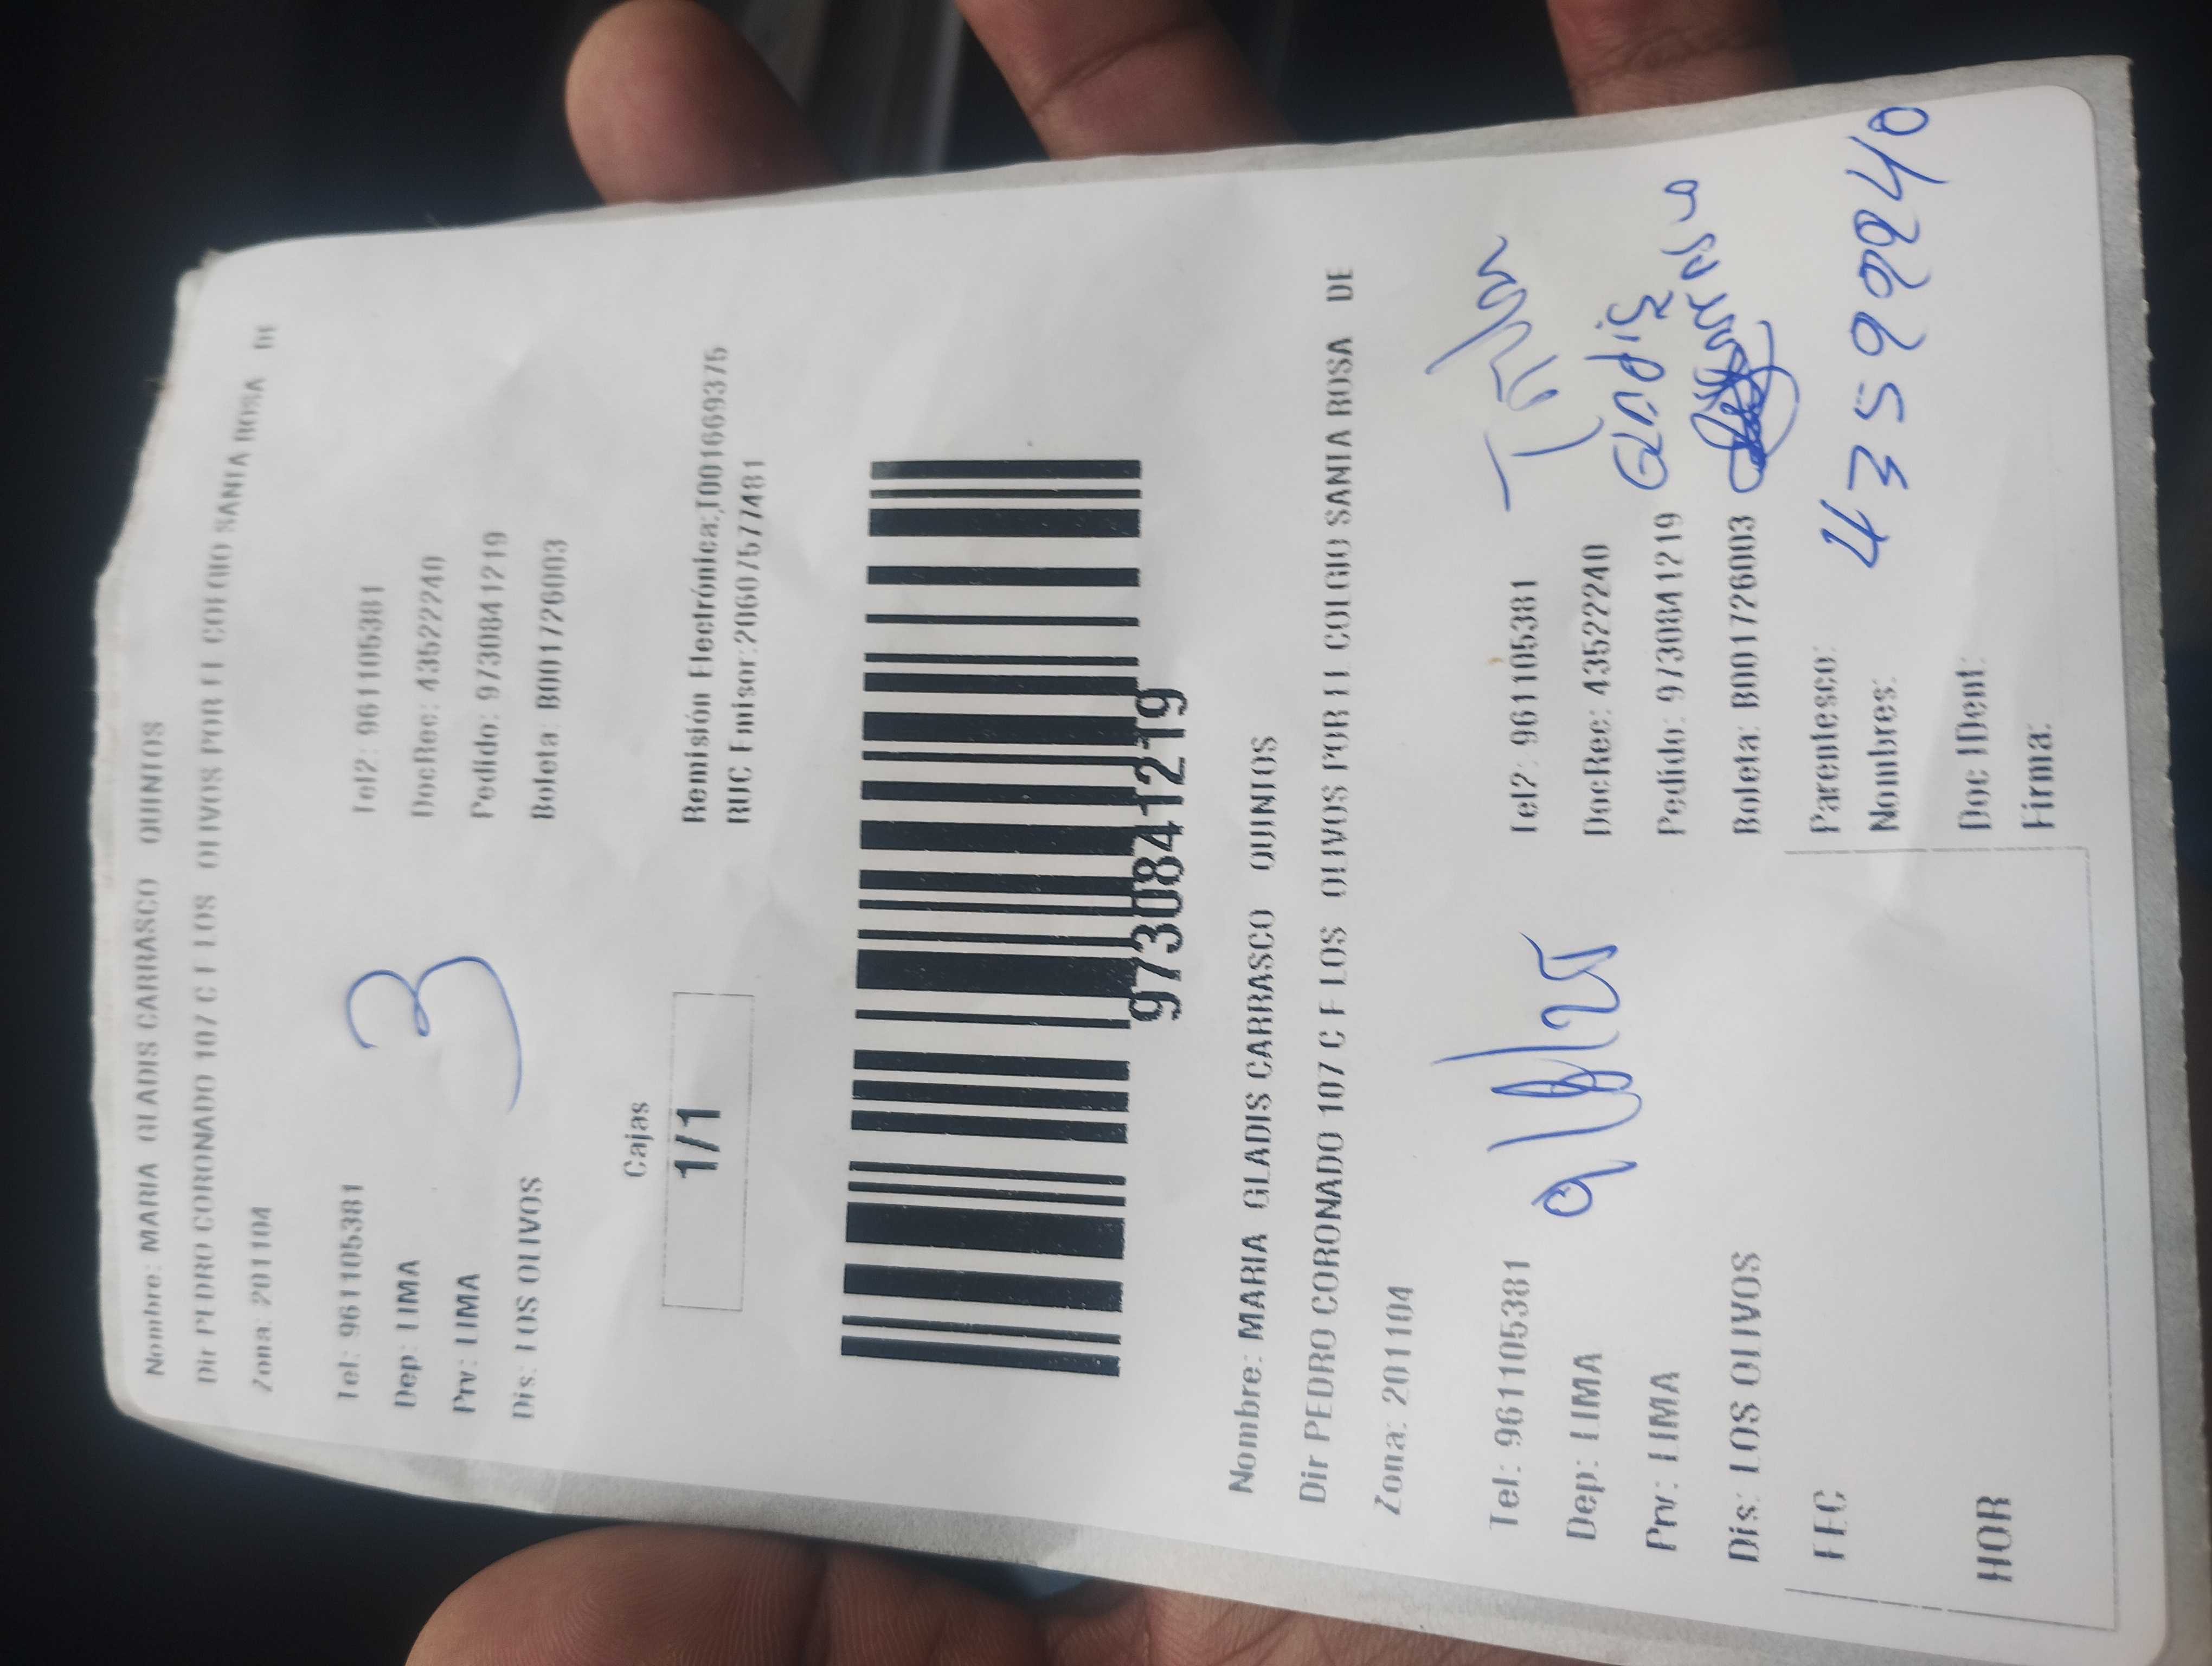 Nombre: MARIA GLADIS CARRASCO QUINTOS
Dir PEDRO CORONADO 107 C F LOS OLIVOS POR EL COLEGIO SANTA ROSA DE
Zona: 201104
Tel: 961105381 Tel2: 961105381
Dep: LIMA DocRec: 43522240
Prv: LIMA Pedido: 9730841219
Dis: LOS OLIVOS Boleta: B001726003
3
Cajas
1/1
Remisión Electrónica:T001669375
RUC Emisor:20607577481
9730841219
Nombre: MARIA GLADIS CARRASCO QUINTOS
Dir PEDRO CORONADO 107 C F LOS OLIVOS POR EL COLGIO SANTA ROSA DE
Zona: 201104
Tel: 961105381 Tel2: 961105381
Dep: LIMA DocRec: 43522240
Prv: LIMA Pedido: 9730841219
Dis: LOS OLIVOS Boleta: B001726003
Titular
GLADIS
FEC
HOR
Parentesco:
Nombres:
Doc IDent:
Firma: